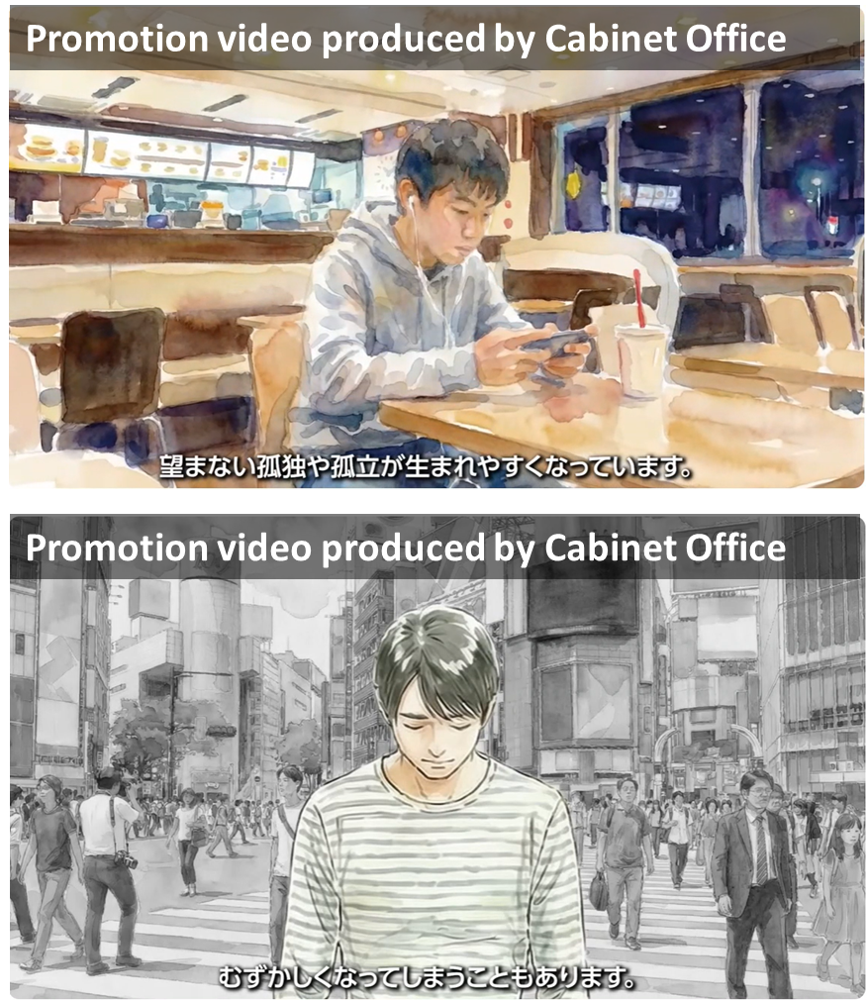 Promotion video produced by Cabinet Office
望まない孤独や孤立が生まれやすくなっています。
Promotion video produced by Cabinet Office
むずかしくなってしまうこともあります。